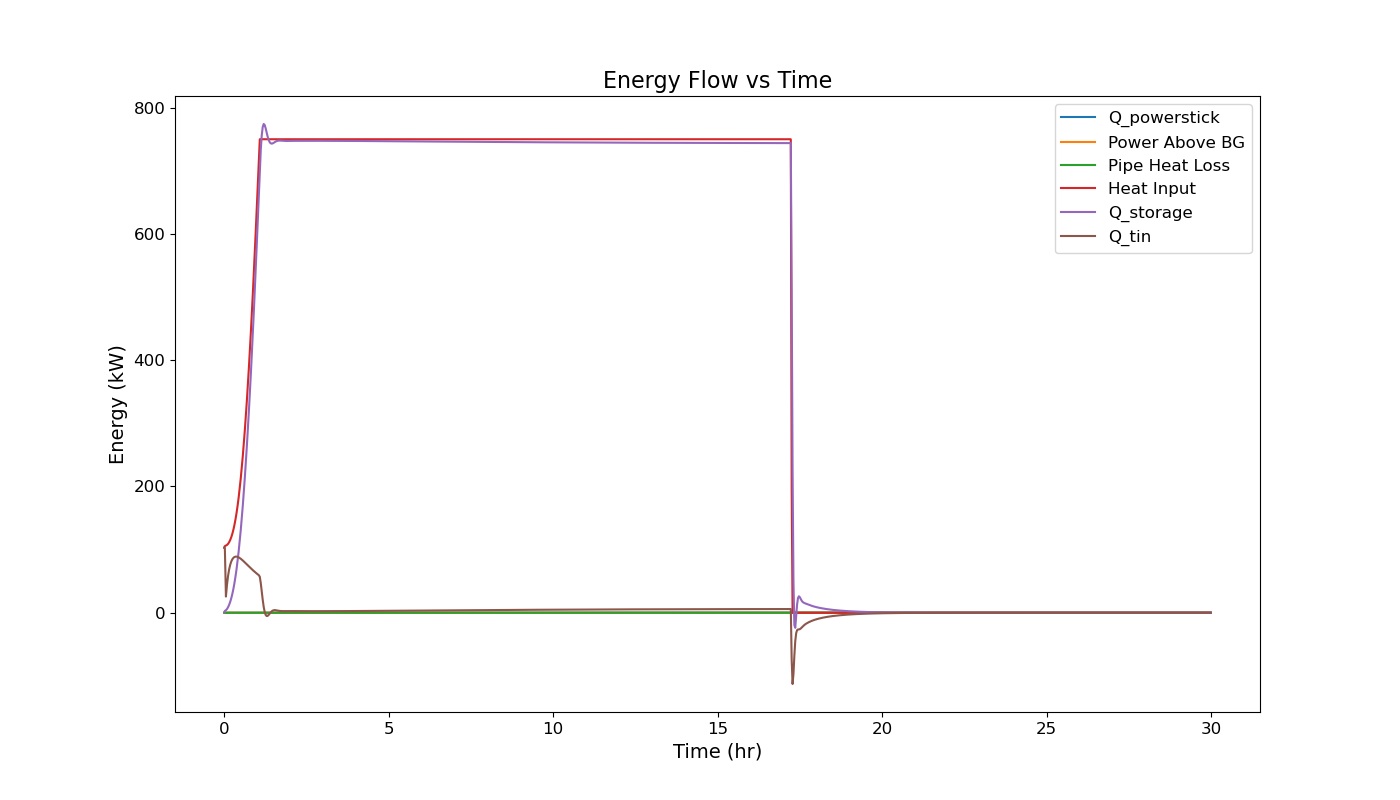 Energy Flow vs Time
Energy (kW)
800
600
400
200
0
Q_powerstick
Power Above BG
Pipe Heat Loss
Heat Input
Q_storage
Q_tin
0 5 10 15 20 25 30
Time (hr)